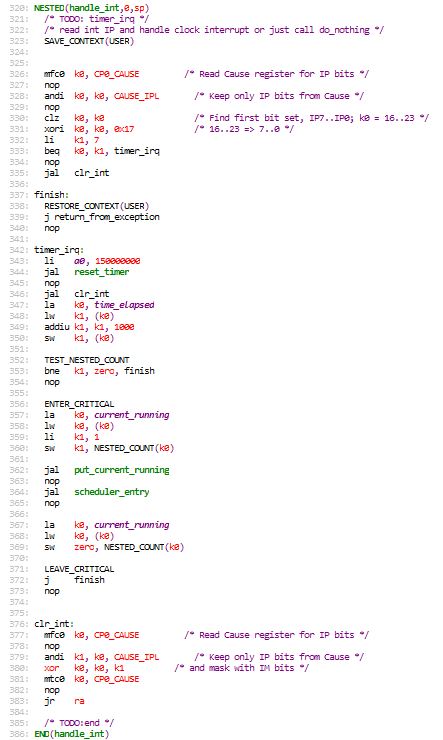 320: NESTED(handle_int,0,sp)
321: /* TODO: timer_irq */
322: /* read int IP and handle clock interrupt or just call do_nothing */
323: SAVE_CONTEXT(USER)
324:
325:
326: mfc0 k0, CP0_CAUSE /* Read Cause register for IP bits */
327: nop
328: andi k0, k0, CAUSE_IPL /* Keep only IP bits from Cause */
329: nop
330: clz k0, k0 /* Find first bit set, IP7..IP0; k0 = 16..23 */
331: xori k0, k0, 0x17 /* 16..23 => 7..0 */
332: li k1, 7
333: beq k0, k1, timer_irq
334: nop
335: jal clr_int
336:
337: finish:
338: RESTORE_CONTEXT(USER)
339: j return_from_exception
340: nop
341:
342: timer_irq:
343: li a0, 150000000
344: jal reset_timer
345: nop
346: jal clr_int
347: la k0, time_elapsed
348: lw k1, (k0)
349: addiu k1, k1, 1000
350: sw k1, (k0)
351:
352: TEST_NESTED_COUNT
353: bne k1, zero, finish
354: nop
355:
356: ENTER_CRITICAL
357: la k0, current_running
358: lw k0, (k0)
359: li k1, 1
360: sw k1, NESTED_COUNT(k0)
361:
362: jal put_current_running
363: nop
364: jal scheduler_entry
365: nop
366:
367: la k0, current_running
368: lw k0, (k0)
369: sw zero, NESTED_COUNT(k0)
370:
371: LEAVE_CRITICAL
372: j finish
373: nop
374:
375:
376: clr_int:
377: mfc0 k0, CP0_CAUSE /* Read Cause register for IP bits */
378: nop
379: andi k1, k0, CAUSE_IPL /* Keep only IP bits from Cause */
380: xor k0, k0, k1 /* and mask with IM bits */
381: mtc0 k0, CP0_CAUSE
382: nop
383: jr ra
384:
385: /* TODO:end */
386: END(handle_int)